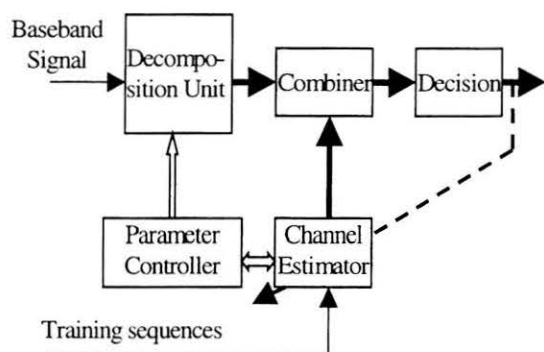 Baseband
Signal
Decompo-
sition Unit
Combiner
Decision
Parameter
Controller
Channel
Estimator
Training sequences